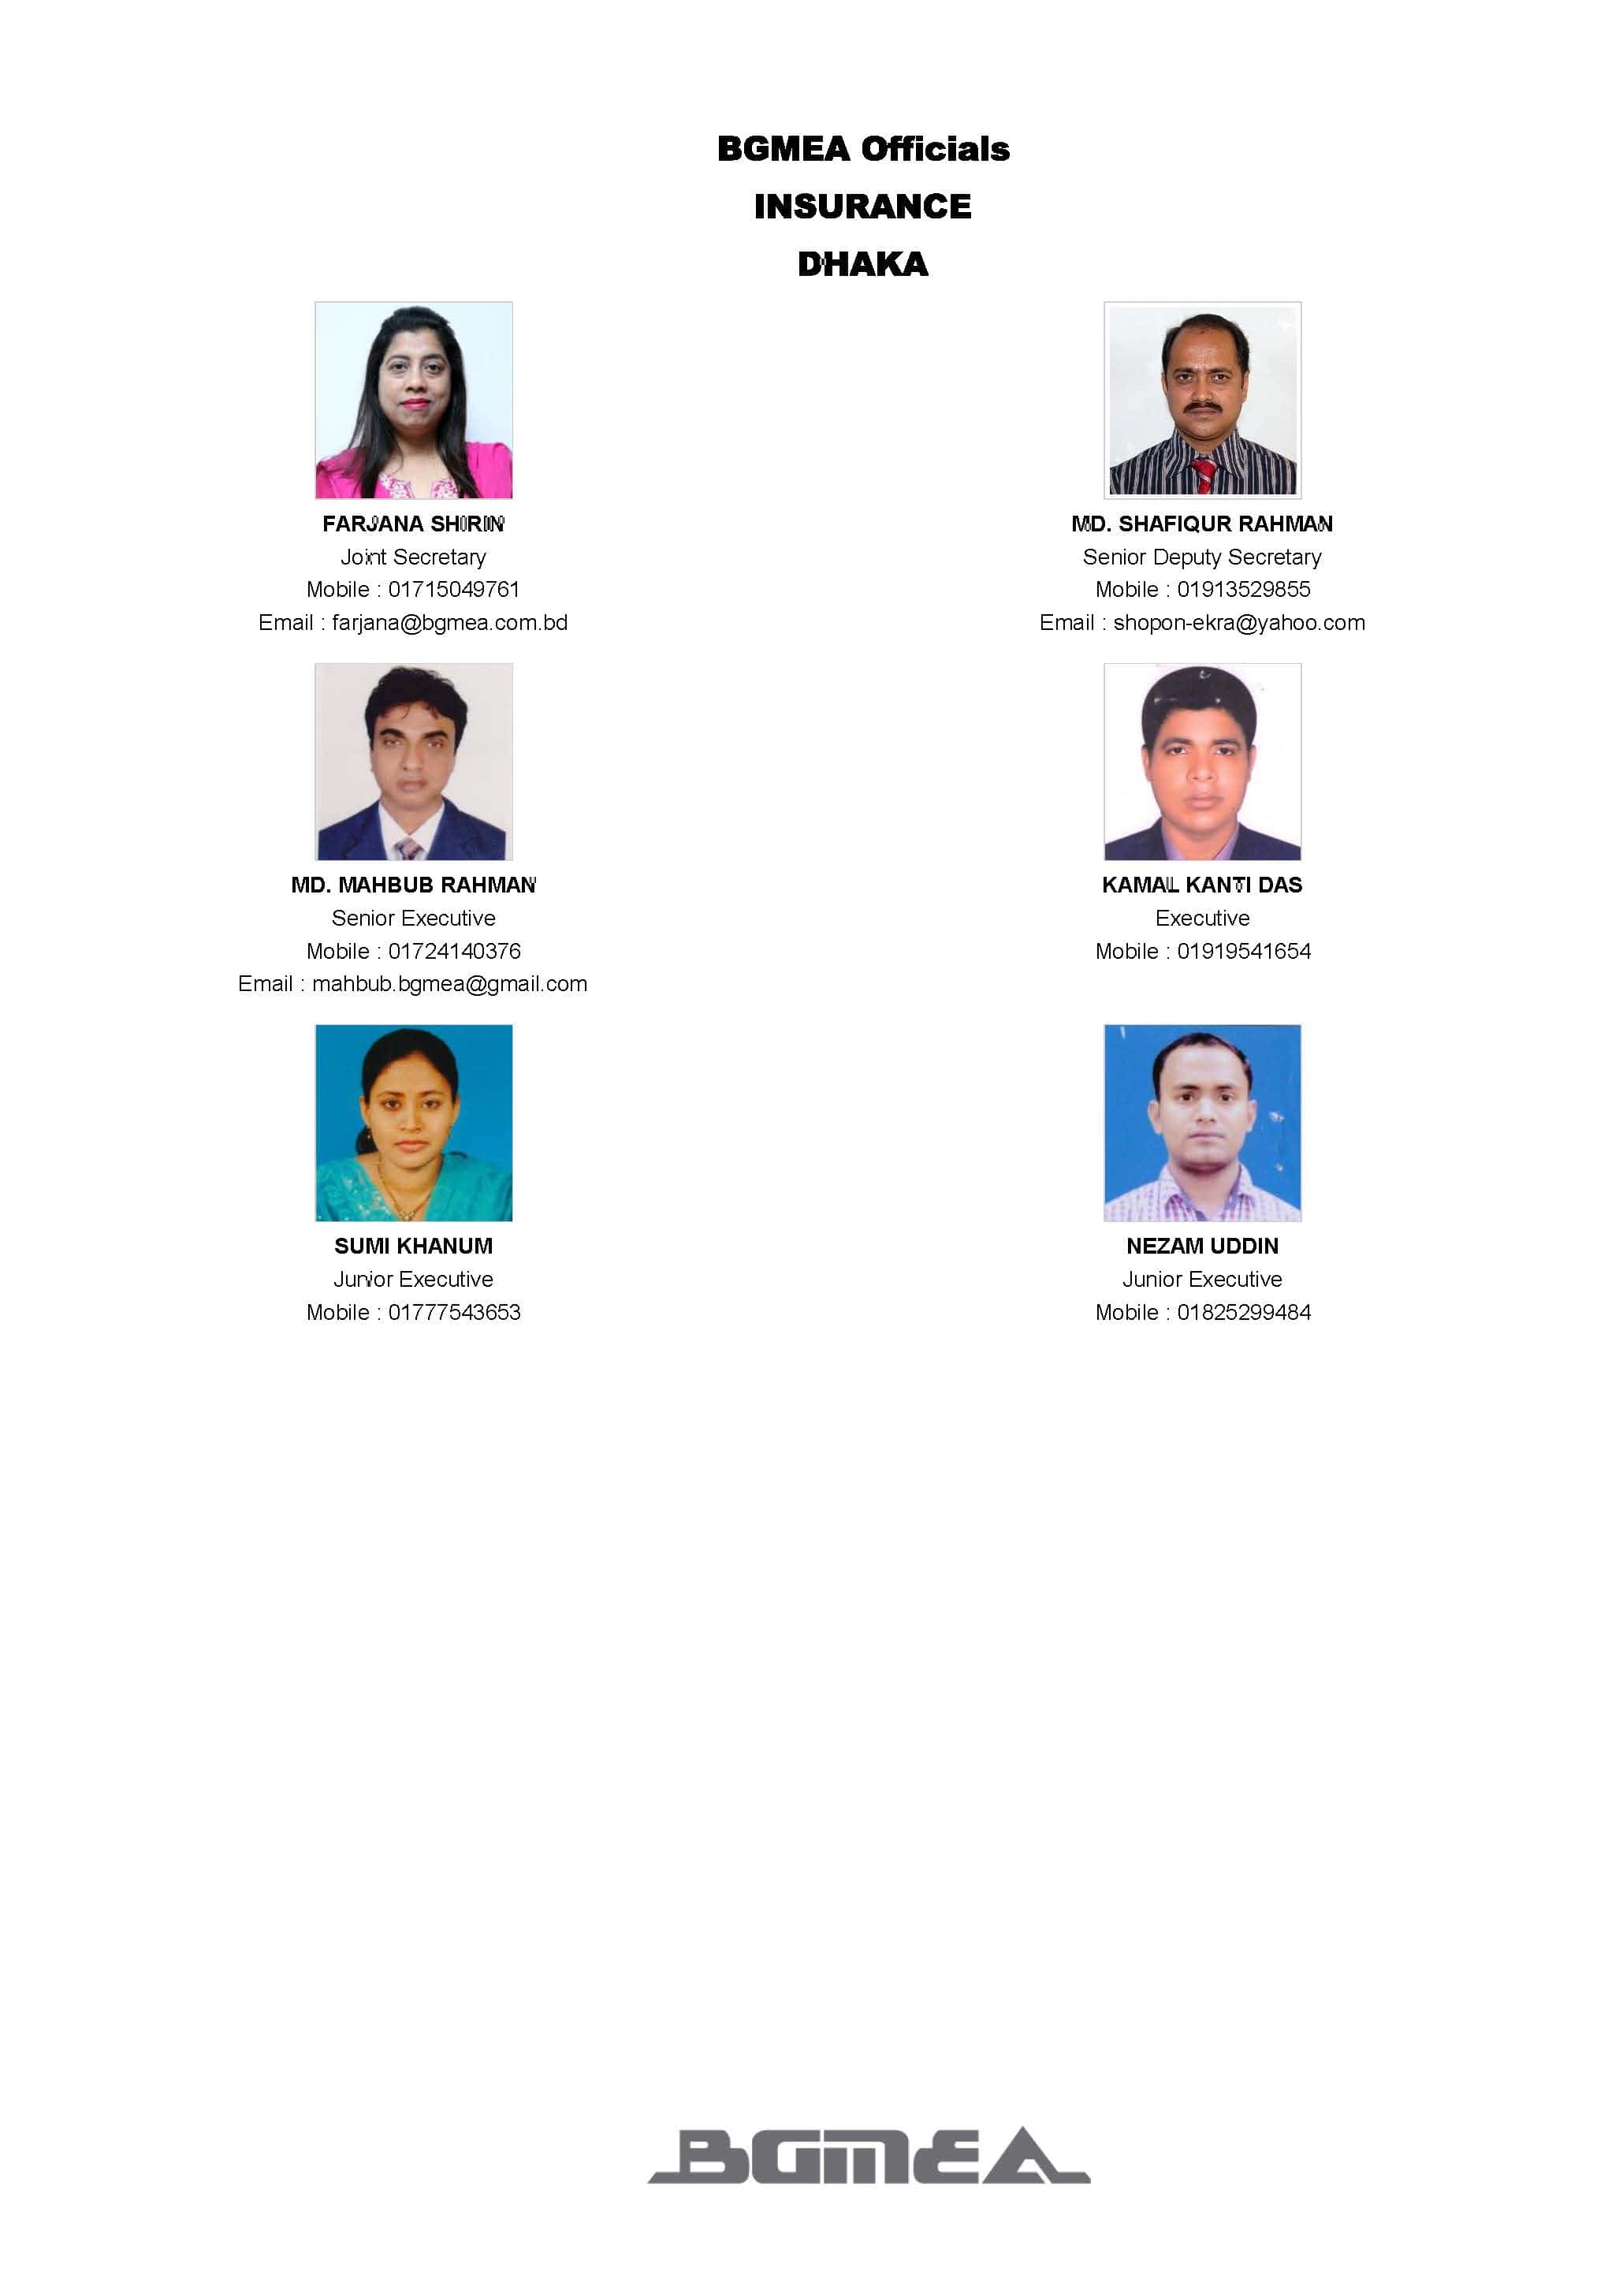 BGMEA Officials
INSURANCE
DHAKA
FARJANA SHIRIN
Joint Secretary
Mobile : 01715049761
Email : farjana@bgmea.com.bd
MD. SHAFIQUR RAHMAN
Senior Deputy Secretary
Mobile : 01913529855
Email : shopon-ekra@yahoo.com
MD. MAHBUB RAHMAN
Senior Executive
Mobile : 01724140376
Email : mahbub.bgmea@gmail.com
KAMAL KANTI DAS
Executive
Mobile : 01919541654
SUMI KHANUM
Junior Executive
Mobile : 01777543653
NEZAM UDDIN
Junior Executive
Mobile : 01825299484
BGMEA